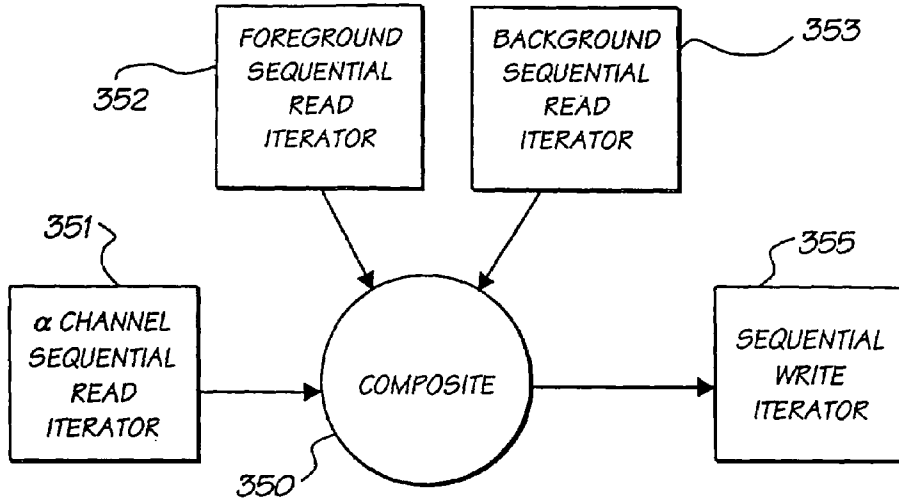 FOREGROUND
SEQUENTIAL
READ
ITERATOR
352
BACKGROUND
SEQUENTIAL
READ
ITERATOR
353
351
α CHANNEL
SEQUENTIAL
READ
ITERATOR
COMPOSITE
350
355
SEQUENTIAL
WRITE
ITERATOR